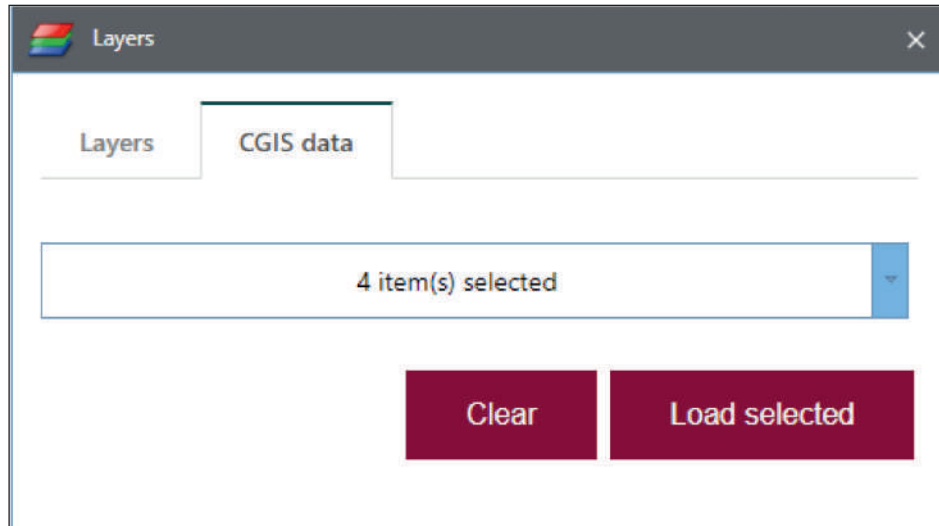 Layers
Layers
CGIS data
4 item(s) selected
Clear
Load selected